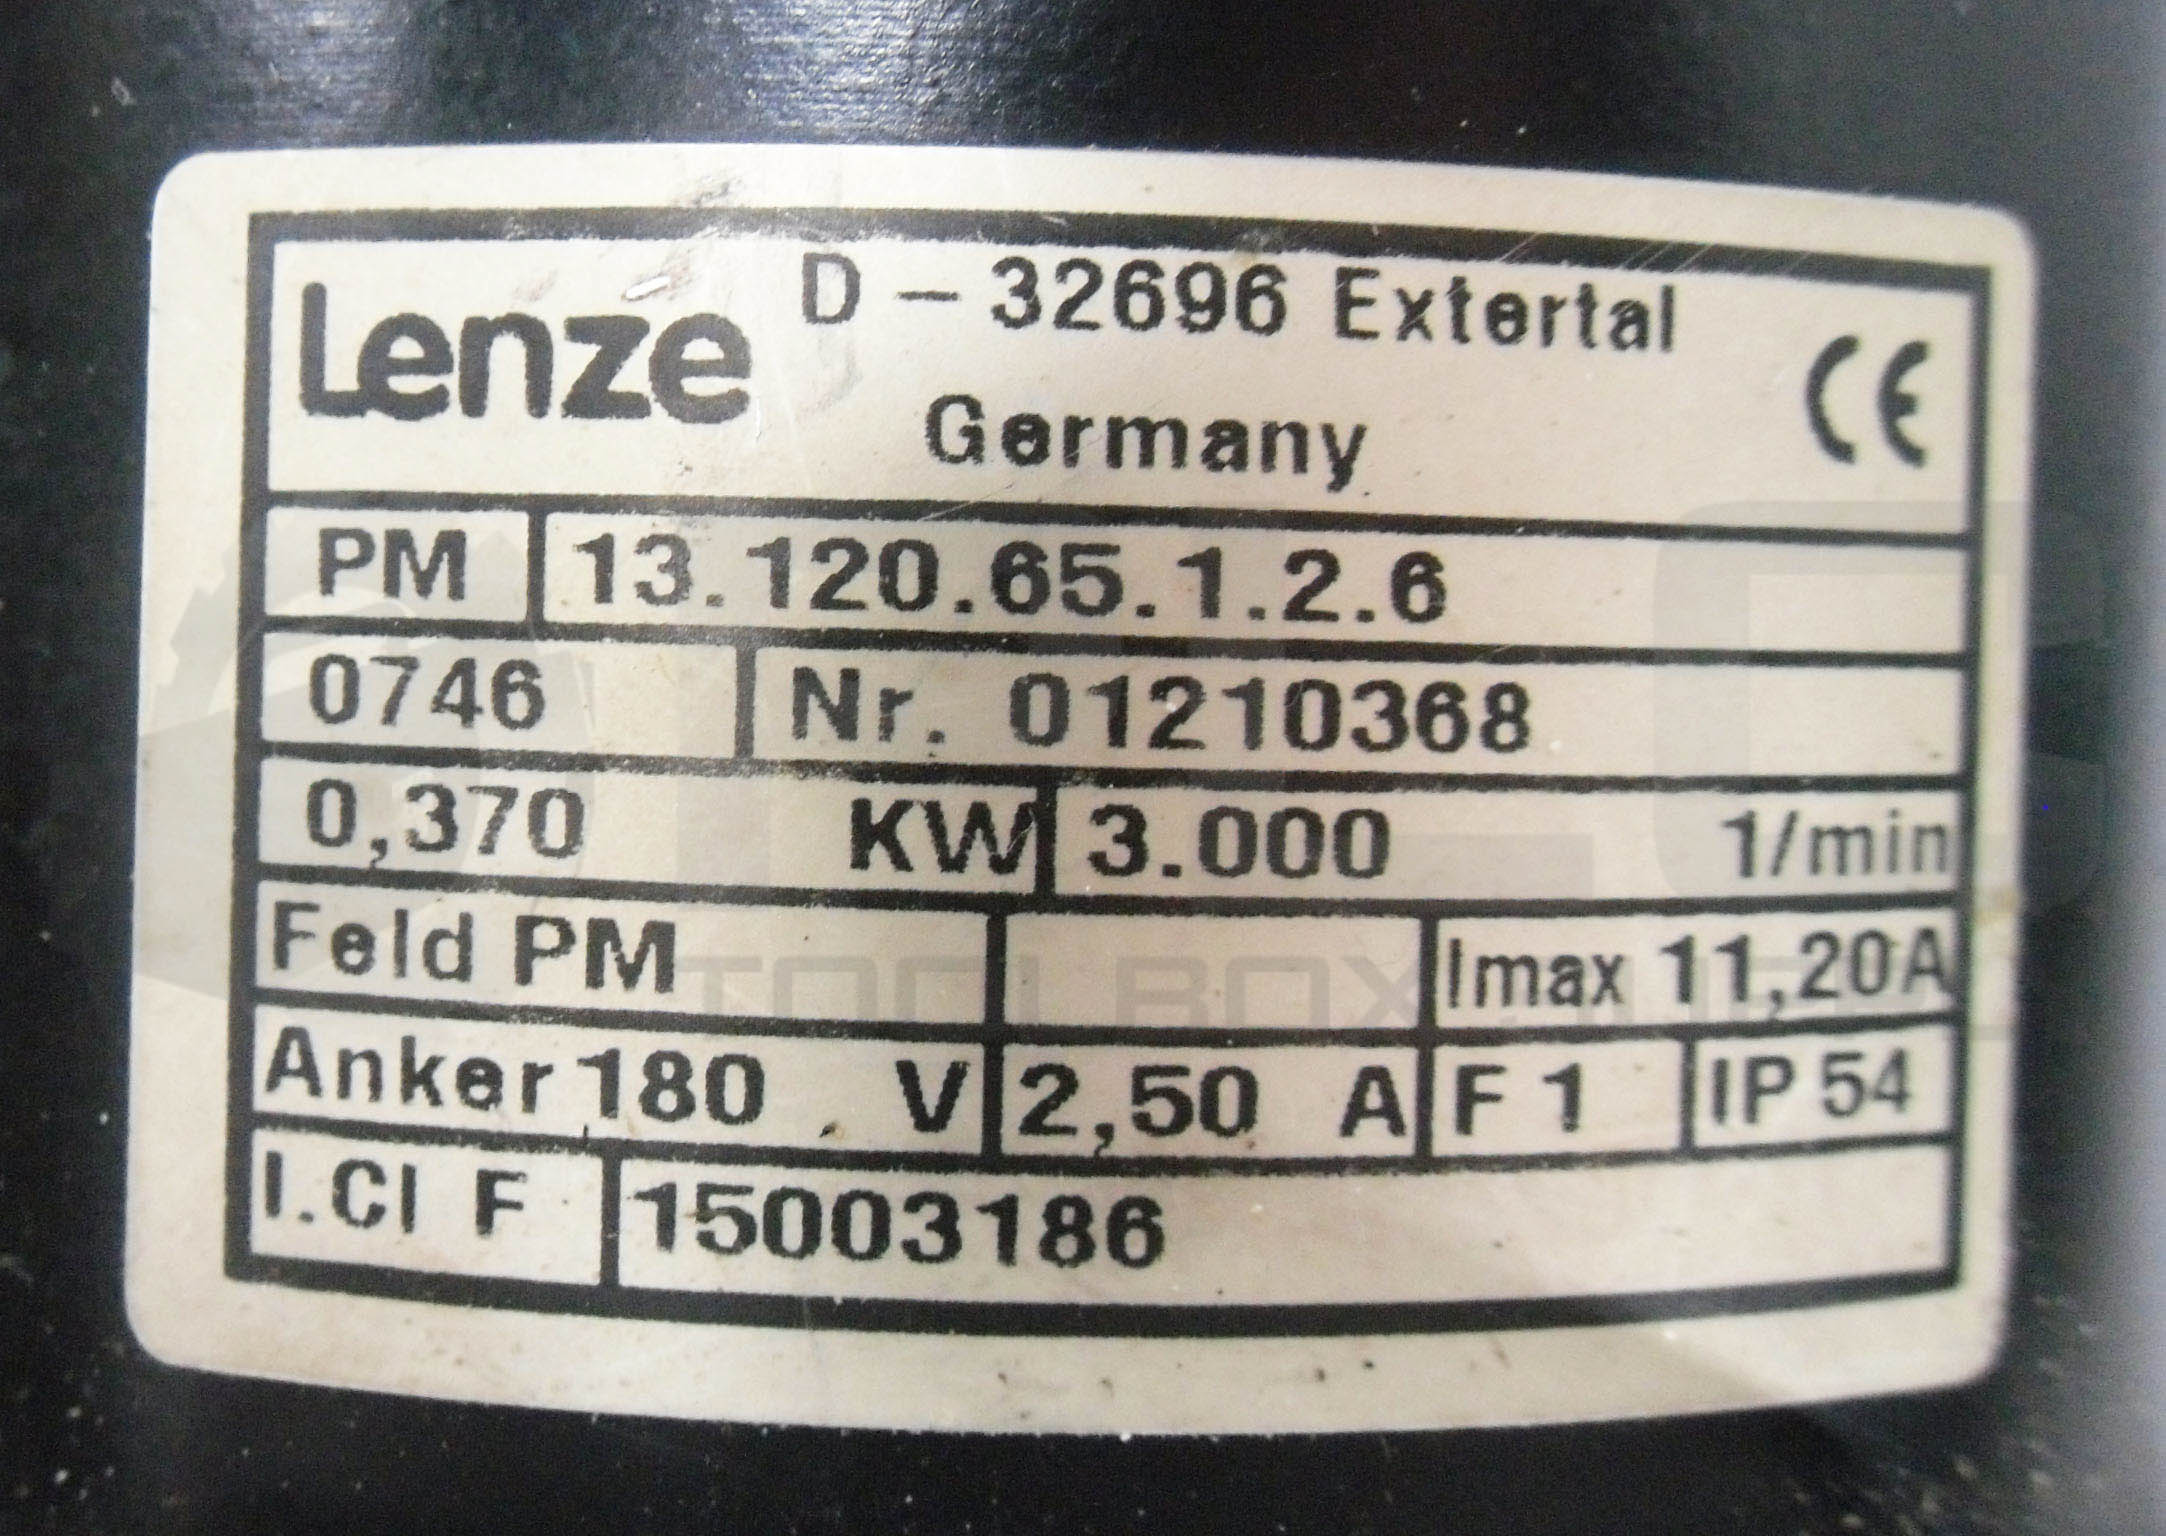 Lenze D – 32696 Extertal
Germany CE
PM 13.120.65.1.2.6
0746 Nr. 01210368
0,370 KW 3.000 1/min
Feld PM Imax 11,20A
Anker 180 V 2,50 A F 1 IP 54
I.Cl F 15003186